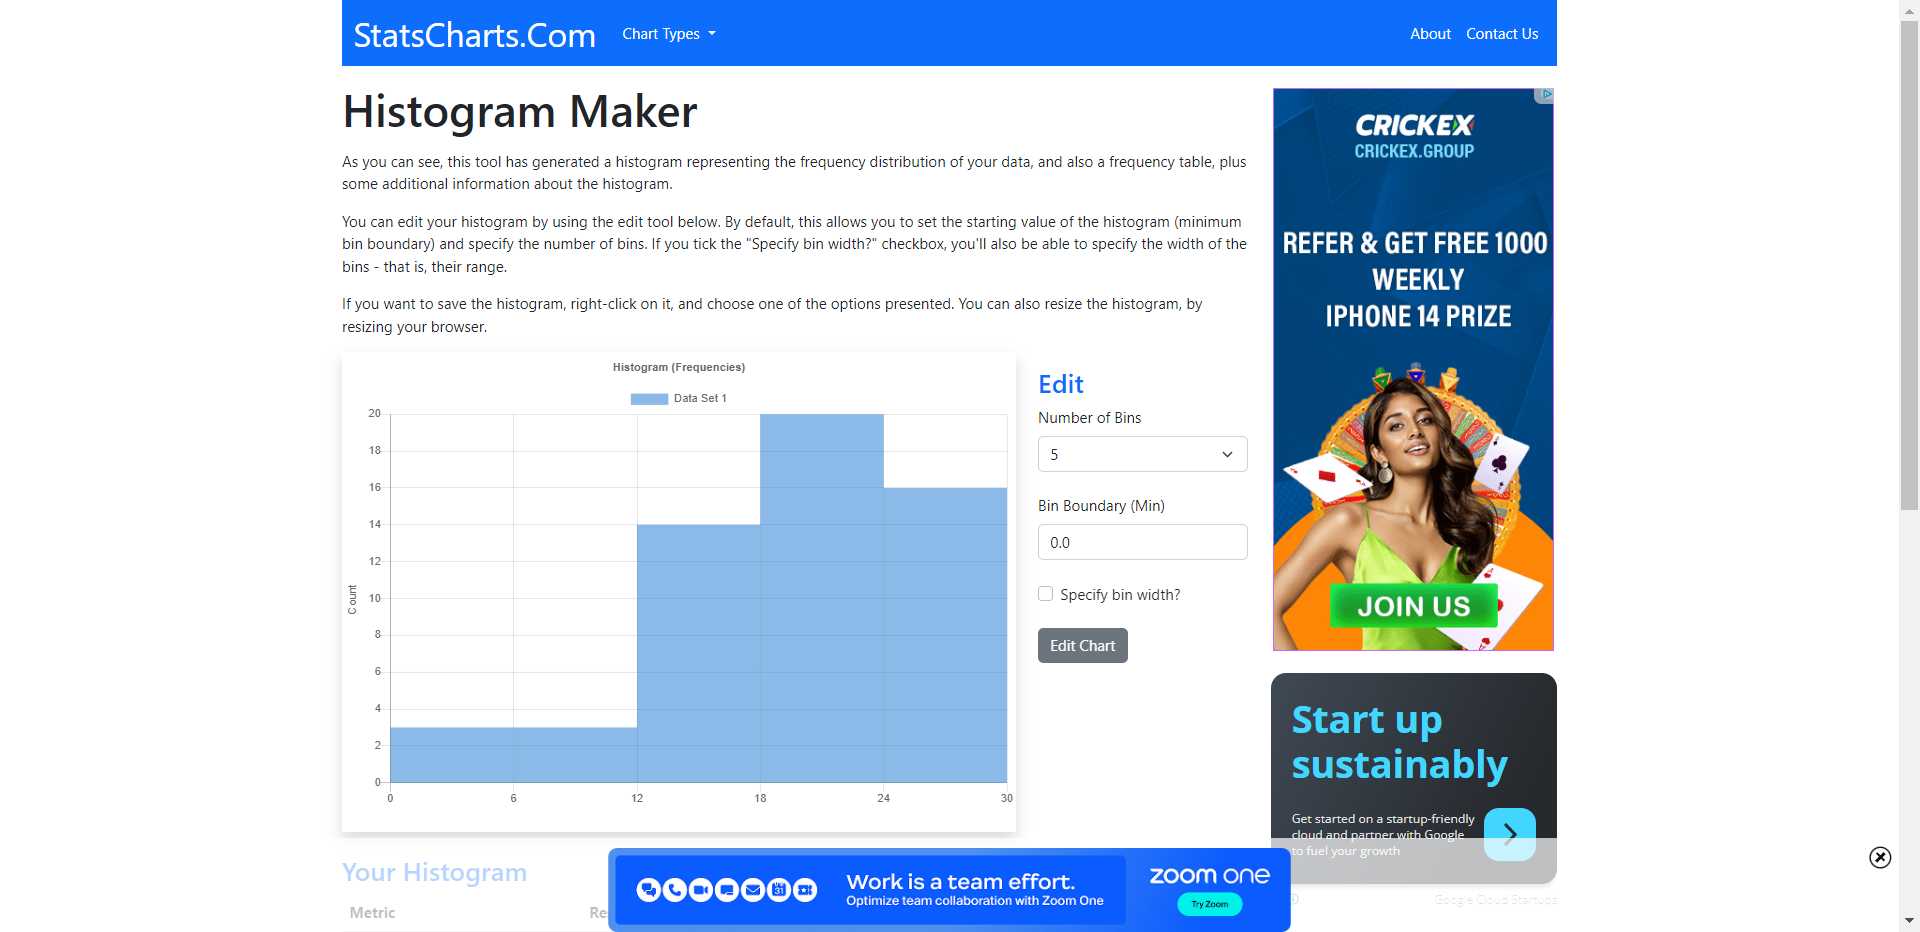 StatsCharts.Com
Chart Types
About
Contact Us
Histogram Maker
As you can see, this tool has generated a histogram representing the frequency distribution of your data, and also a frequency table, plus
some additional information about the histogram.
You can edit your histogram by using the edit tool below. By default, this allows you to set the starting value of the histogram (minimum
bin boundary) and specify the number of bins. If you tick the "Specify bin width?" checkbox, you'll also be able to specify the width of the
bins - that is, their range.
If you want to save the histogram, right-click on it, and choose one of the options presented. You can also resize the histogram, by
resizing your browser.
Histogram (Frequencies)
Data Set 1
20
18
16
14
12
10
8
6
4
2
0
Count
0
6
12
18
24
30
Edit
Number of Bins
5
Bin Boundary (Min)
0.0
Specify bin width?
Edit Chart
CRICKEX
CRICKEX.GROUP
REFER & GET FREE 1000
WEEKLY
IPHONE 14 PRIZE
JOIN US
Start up
sustainably
Get started on a startup-friendly
cloud and partner with Google
to fuel your growth
Google Cloud Startups
Your Histogram
Metric
Re
31
Work is a team effort.
Optimize team collaboration with Zoom One
zoom one
Try Zoom